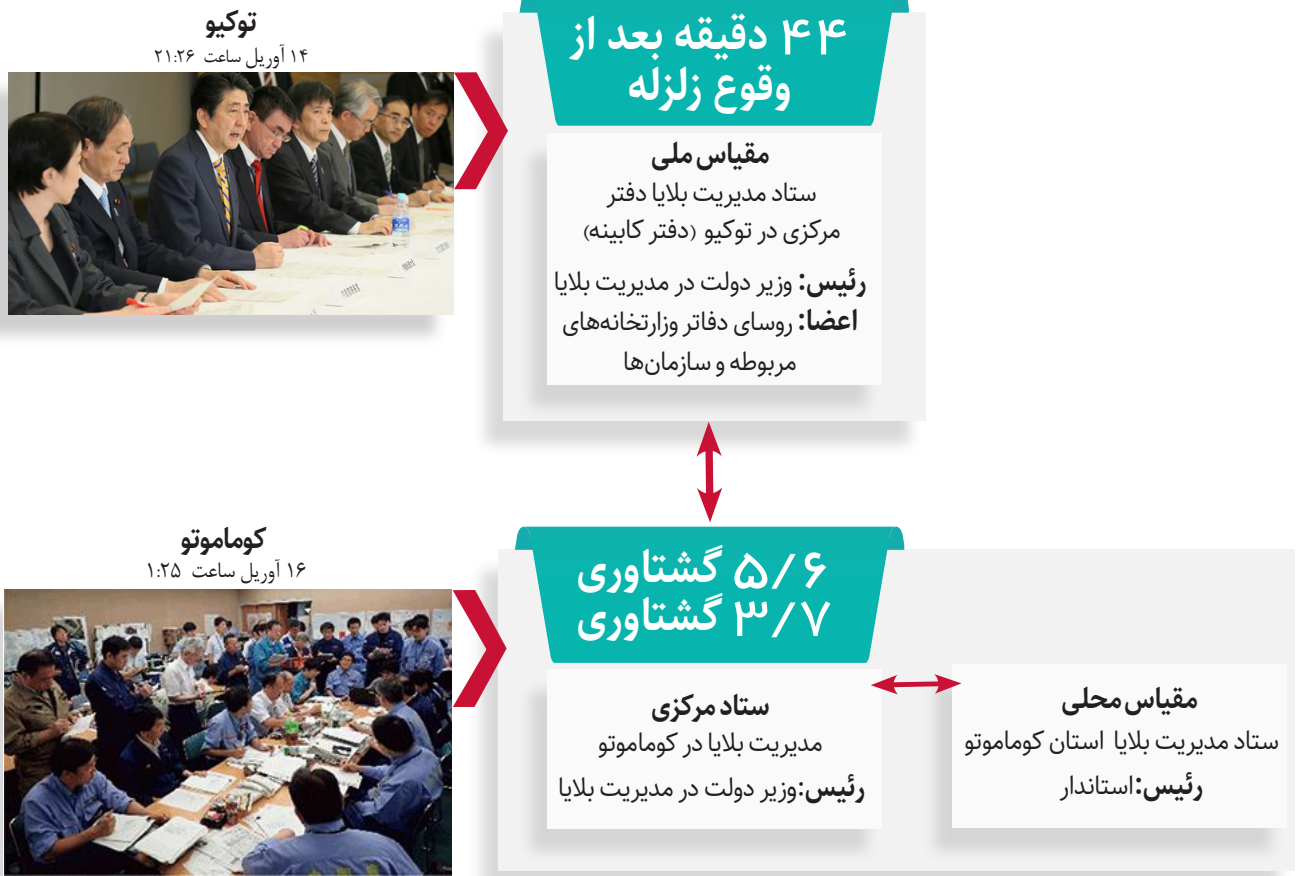 توکیو
۱۴ آوریل ساعت ۲۱:۲۶
۴۴ دقیقه بعد از
وقوع زلزله
مقیاس ملی
ستاد مدیریت بلایا دفتر
مرکزی در توکیو (دفتر کابینه)
رئیس: وزیر دولت در مدیریت بلایا
اعضا: روسای دفاتر وزارتخانه‌های
مربوطه و سازمان‌ها
کوماموتو
۱۶ آوریل ساعت ۱:۲۵
۵/۶ گشتاوری
۳/۷ گشتاوری
مقیاس محلی
ستاد مدیریت بلایا استان کوماموتو
رئیس:استاندار
ستاد مرکزی
مدیریت بلایا در کوماموتو
رئیس:وزیر دولت در مدیریت بلایا